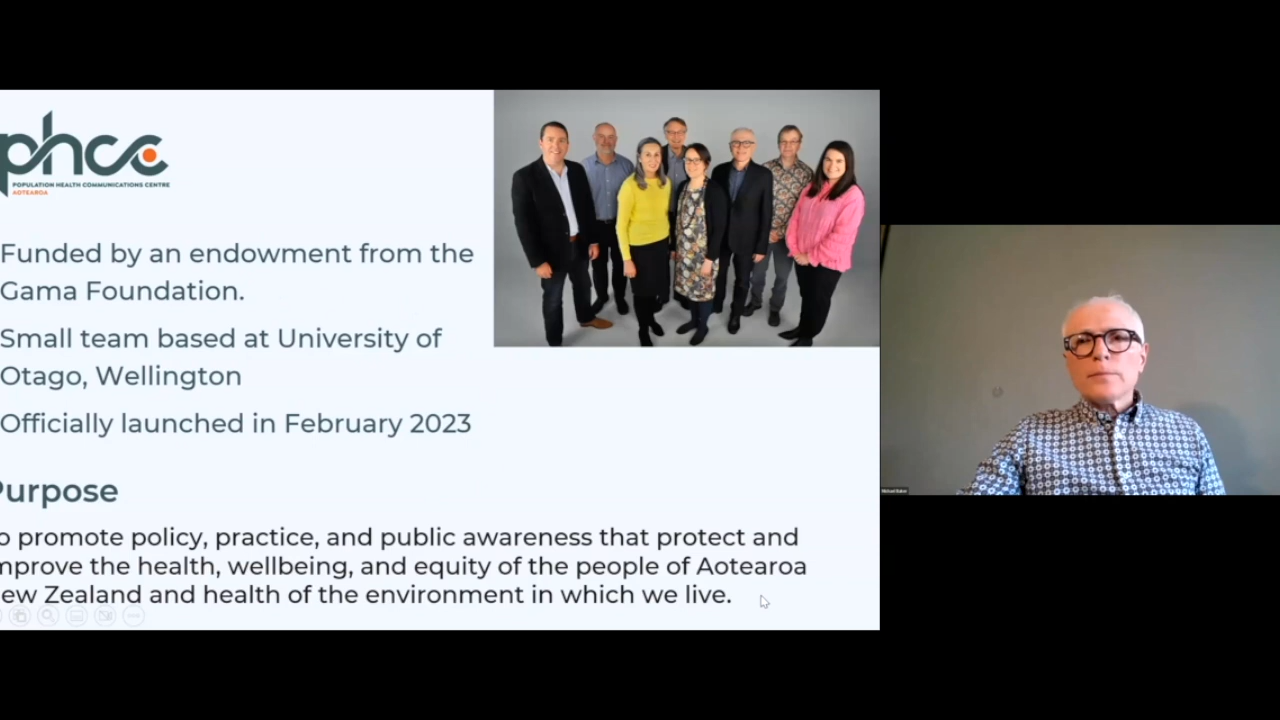 phcc
POPULATION HEALTH COMMUNICATIONS CENTRE
AOTEAROA
Funded by an endowment from the
Gama Foundation.
Small team based at University of
Otago, Wellington
Officially launched in February 2023
Purpose
o promote policy, practice, and public awareness that protect and
mprove the health, wellbeing, and equity of the people of Aotearoa
ew Zealand and health of the environment in which we live.
Michael Baker